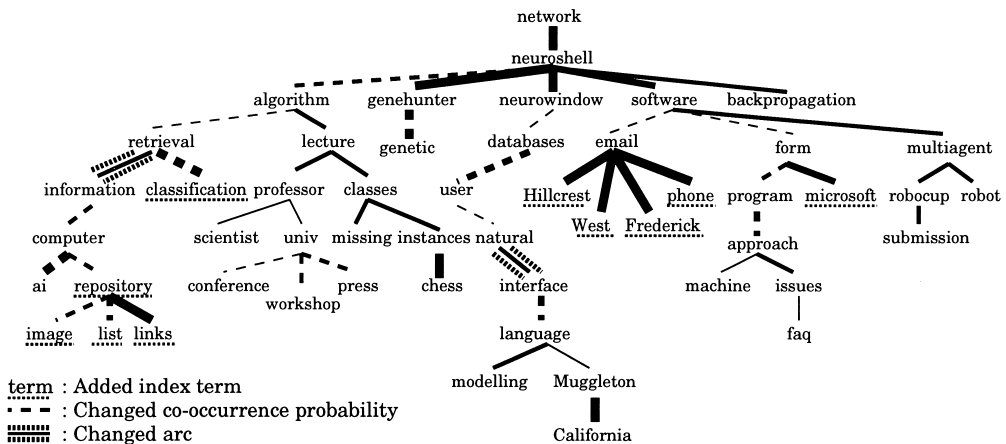 network
neuroshell
algorithm genehunter neurowindow software backpropagation
retrieval lecture genetic databases email form multiagent
information classification professor classes user Hillcrest phone program microsoft robocup robot
West Frederick
computer scientist univ missing instances natural approach submission
ai repository conference workshop press chess interface machine issues
image list links language faq
modelling Muggleton
term : Added index term
: Changed co-occurrence probability
: Changed arc
California